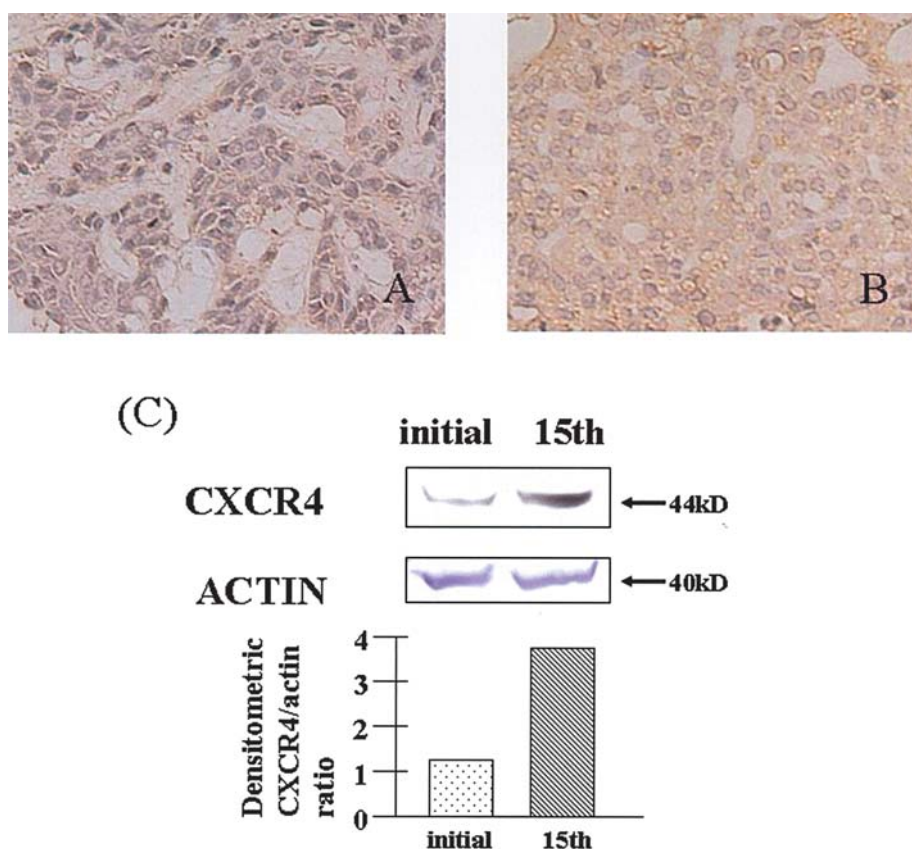 A
B
(C)
initial 15th
CXCR4
44kD
ACTIN
40kD
Densitometric
CXCR4/actin
ratio
4
3
2
1
0
initial 15th